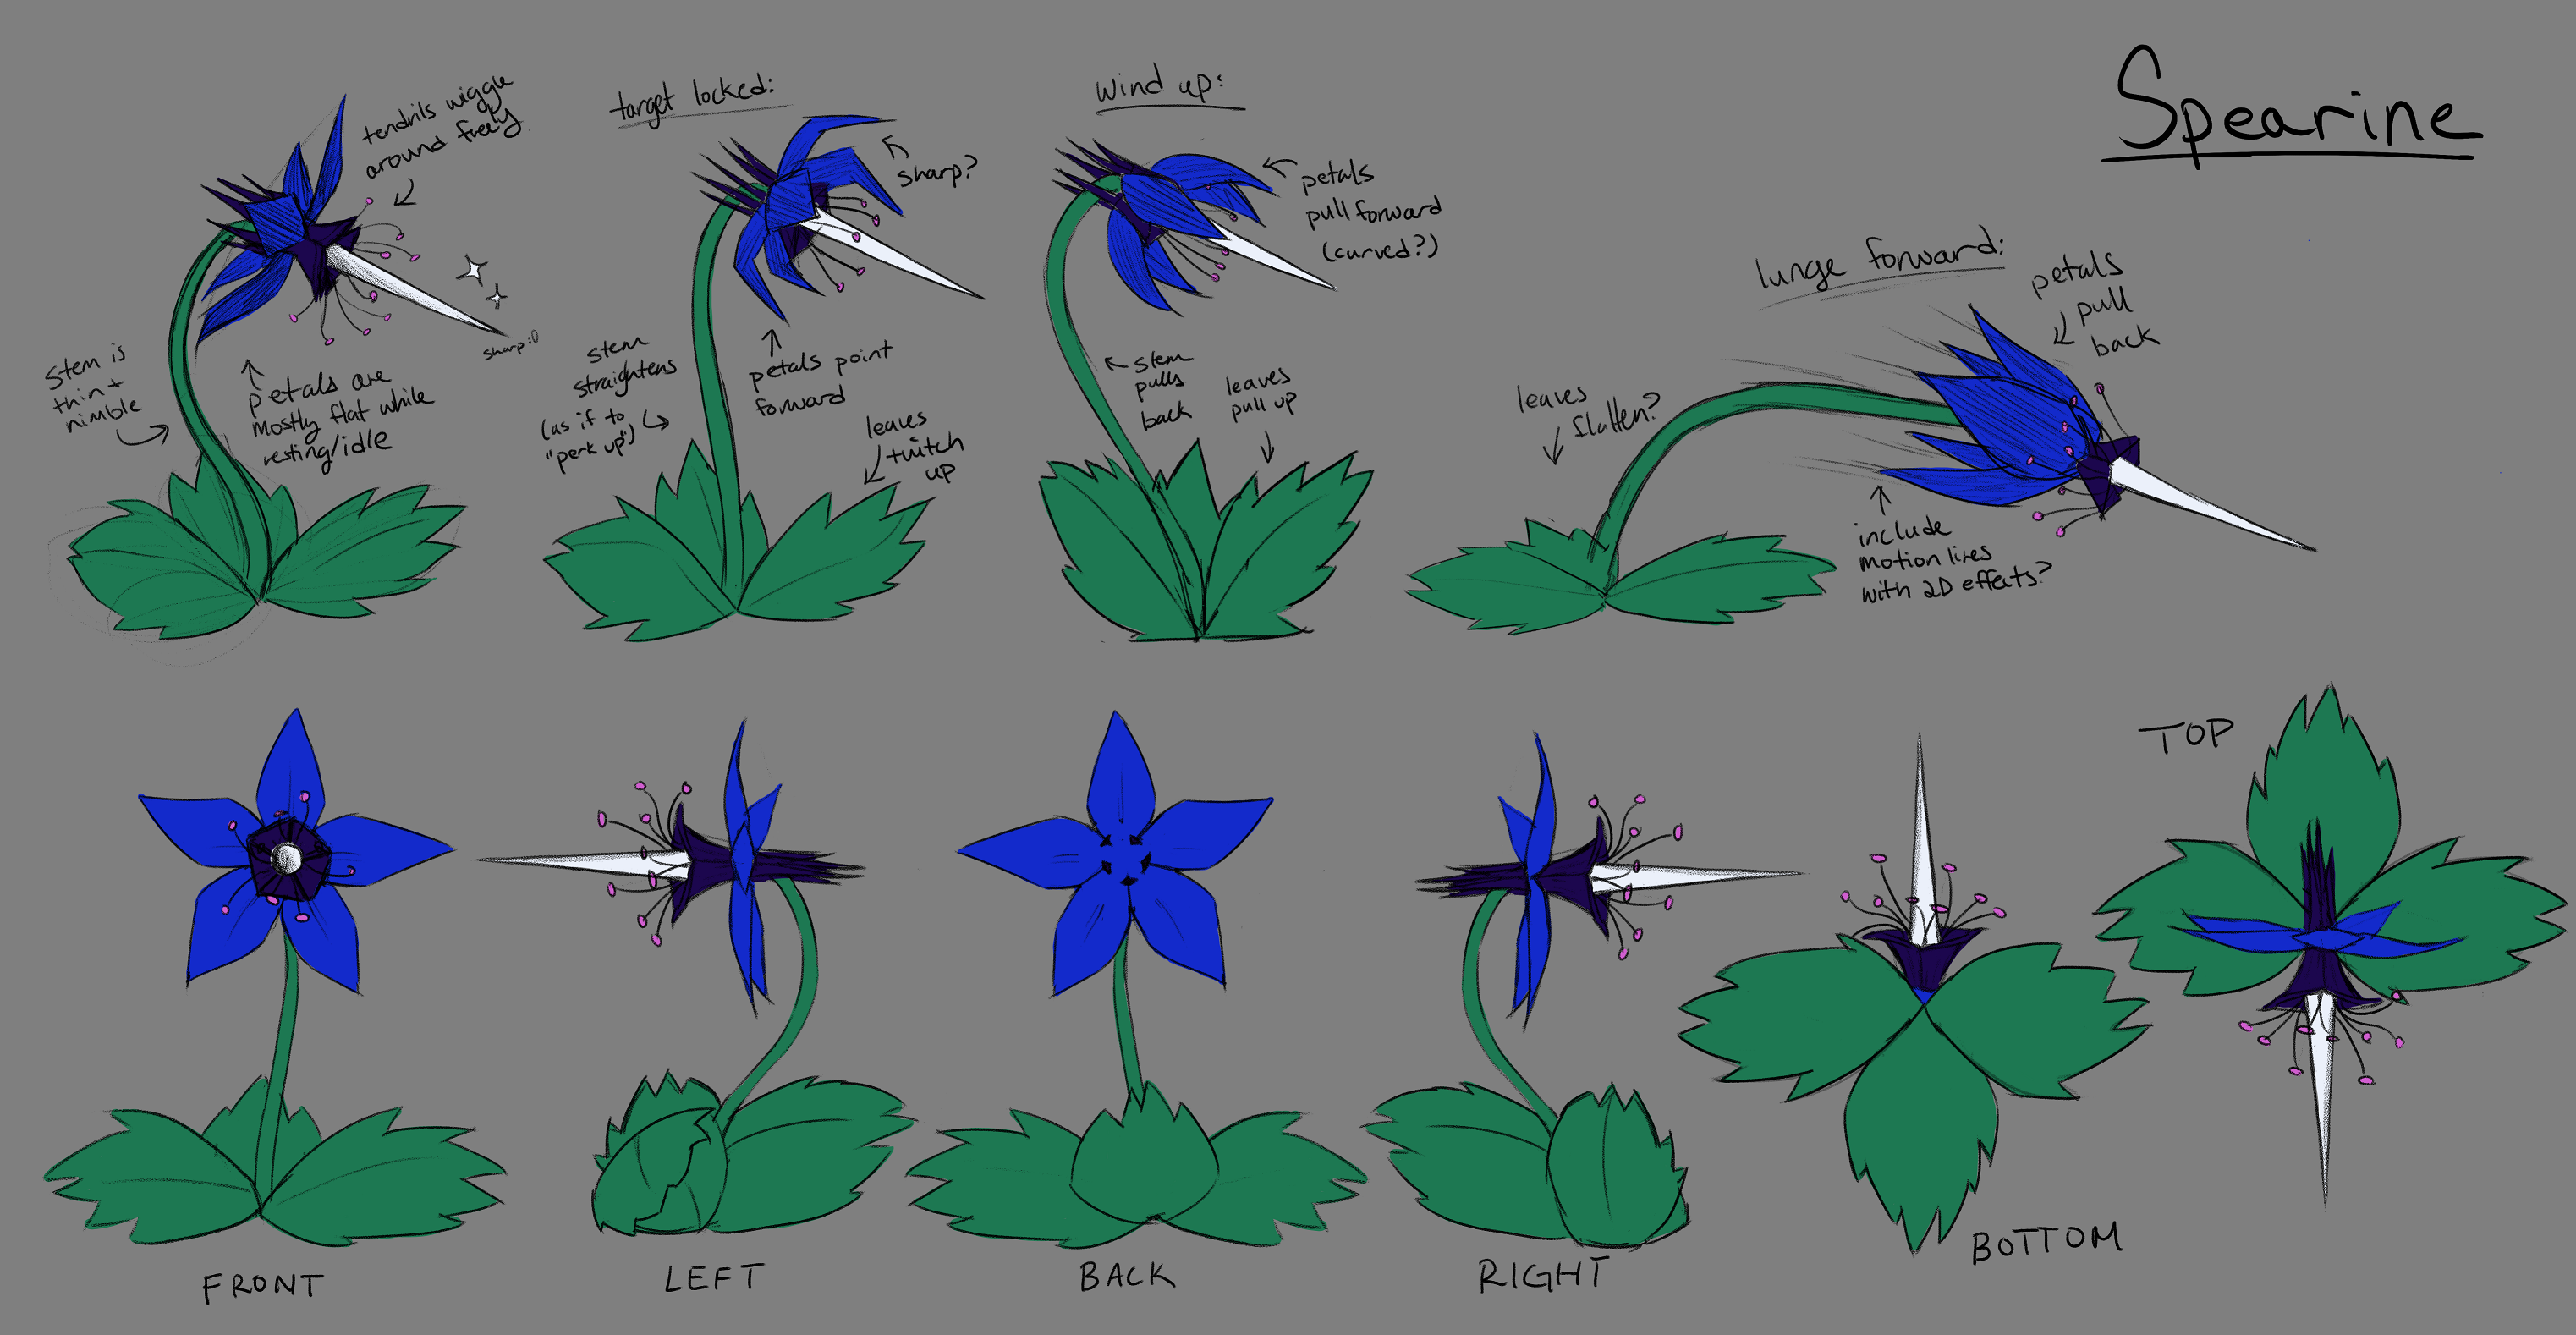 Spearine
tendrils wiggle
around freely
sharp :O
stem is
thin +
nimble
petals are
mostly flat while
resting/idle
target locked:
sharp?
stem
straightens
(as if to
"perk up")
petals point
forward
leaves
twitch
up
wind up:
petals
pull forward
(curved?)
stem
pulls
back
leaves
pull up
lunge forward:
petals
pull
back
leaves
flatten?
include
motion lines
with 2D effects?
FRONT
LEFT
BACK
RIGHT
BOTTOM
TOP